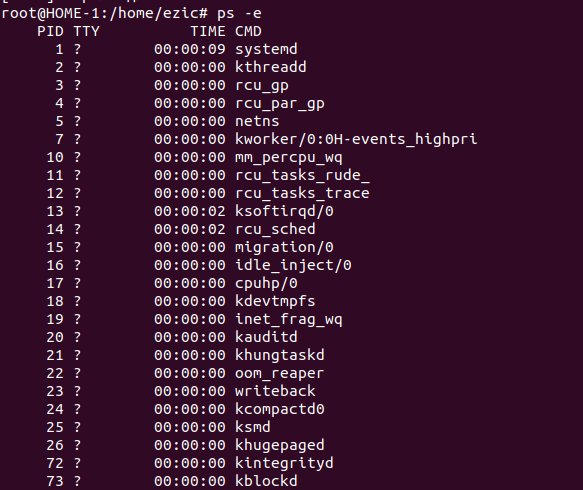 root@HOME-1:/home/ezic# ps -e
PID TTY TIME CMD
1 ? 00:00:09 systemd
2 ? 00:00:00 kthreadd
3 ? 00:00:00 rcu_gp
4 ? 00:00:00 rcu_par_gp
5 ? 00:00:00 netns
7 ? 00:00:00 kworker/0:0H-events_highpri
10 ? 00:00:00 mm_percpu_wq
11 ? 00:00:00 rcu_tasks_rude_
12 ? 00:00:00 rcu_tasks_trace
13 ? 00:00:02 ksoftirqd/0
14 ? 00:00:02 rcu_sched
15 ? 00:00:00 migration/0
16 ? 00:00:00 idle_inject/0
17 ? 00:00:00 cpuhp/0
18 ? 00:00:00 kdevtmpfs
19 ? 00:00:00 inet_frag_wq
20 ? 00:00:00 kauditd
21 ? 00:00:00 khungtaskd
22 ? 00:00:00 oom_reaper
23 ? 00:00:00 writeback
24 ? 00:00:00 kcompactd0
25 ? 00:00:00 ksmd
26 ? 00:00:00 khugepaged
72 ? 00:00:00 kintegrityd
73 ? 00:00:00 kblockd